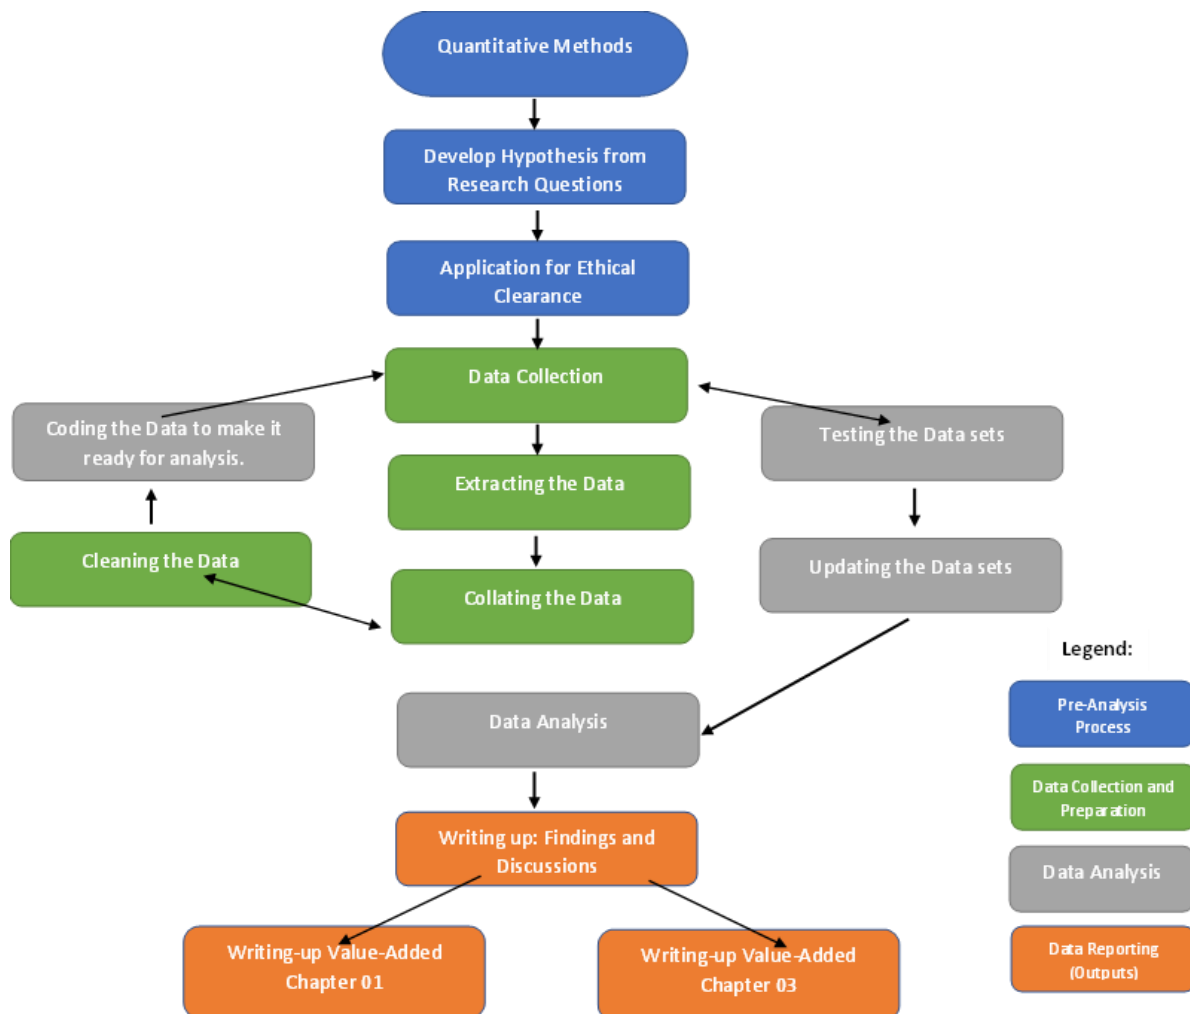 Quantitative Methods
Develop Hypothesis from
Research Questions
Application for Ethical
Clearance
Data Collection
Coding the Data to make it
ready for analysis.
Testing the Data sets
Extracting the Data
Cleaning the Data
Updating the Data sets
Collating the Data
Legend:
Pre-Analysis
Process
Data Analysis
Data Collection and
Preparation
Writing up: Findings and
Discussions
Data Analysis
Writing-up Value-Added
Chapter 01
Writing-up Value-Added
Chapter 03
Data Reporting
(Outputs)